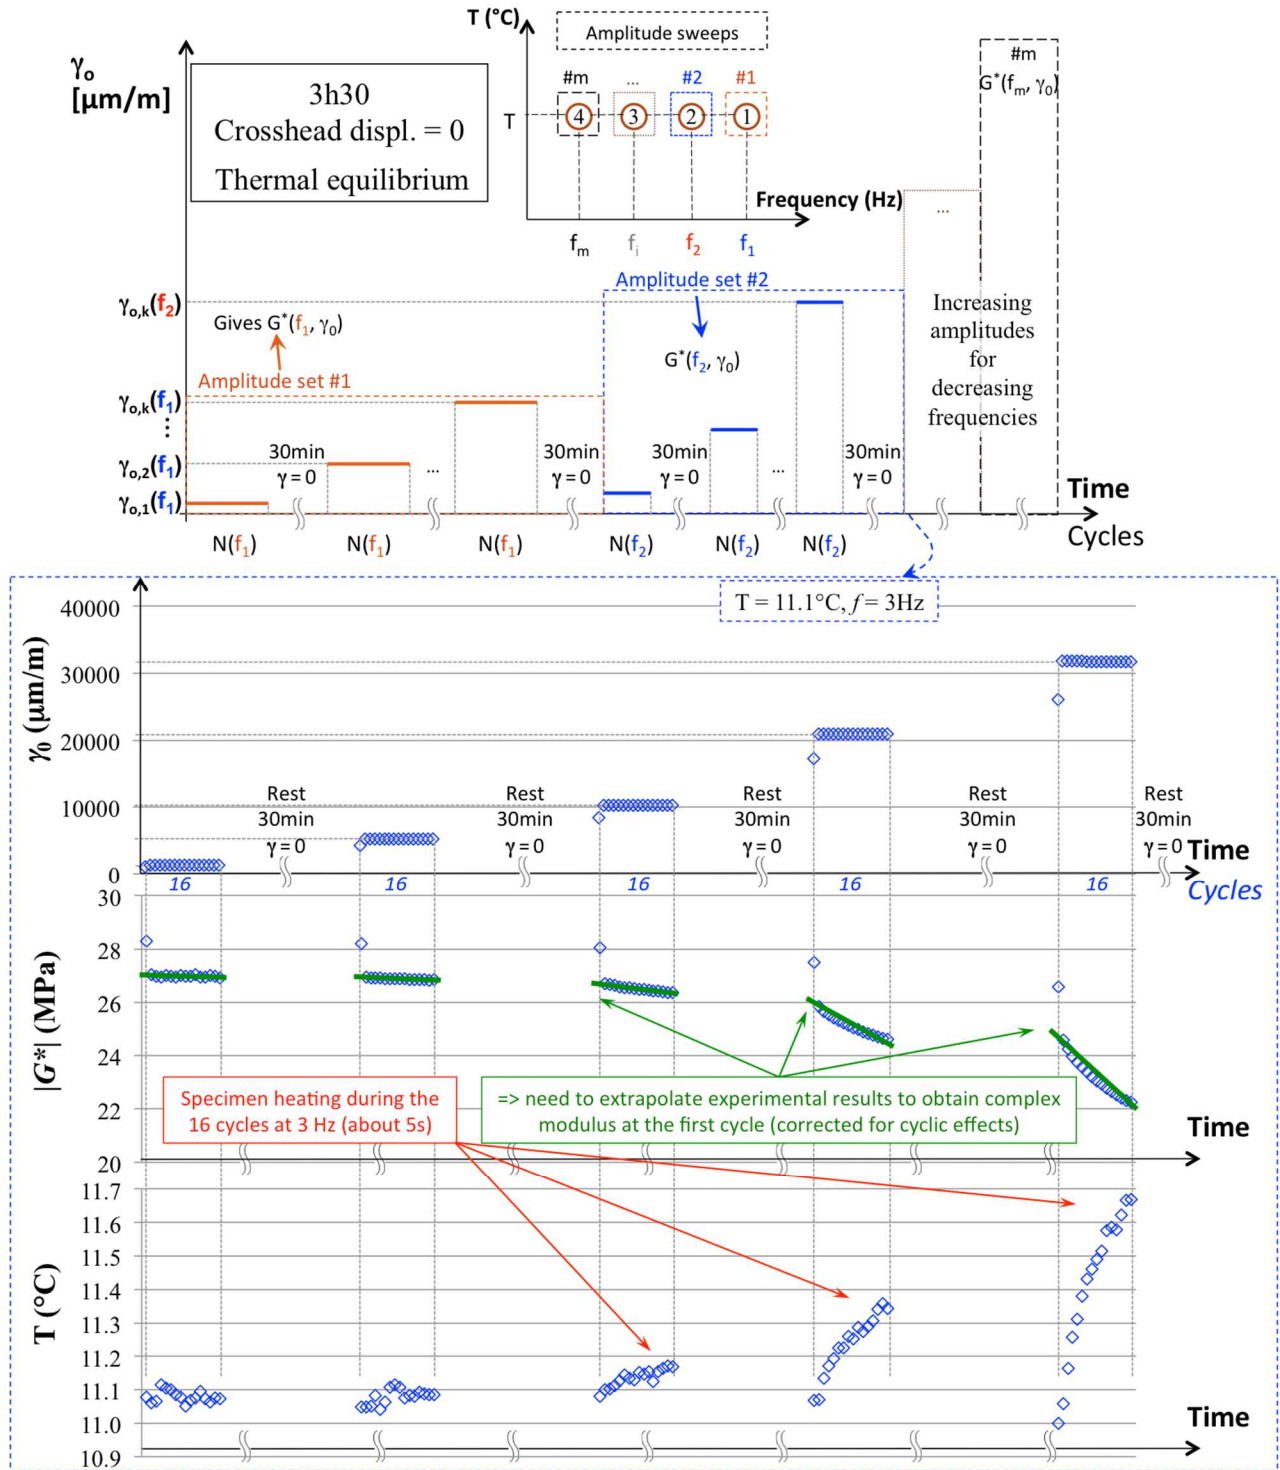 T (°C)
Amplitude sweeps
γo
[μm/m]
3h30
Crosshead displ. = 0
Thermal equilibrium
#m
...
#2
#1
T
4
3
2
1
Frequency (Hz)
fm
fi
f2
f1
#m
G*(fm, γ0)
...
Increasing
amplitudes
for
decreasing
frequencies
γo,k(f2)
Gives G*(f1, γ0)
Amplitude set #1
Amplitude set #2
G*(f2, γ0)
γo,k(f1)
⋮
γo,2(f1)
γo,1(f1)
30min
γ = 0
...
30min
γ = 0
30min
γ = 0
...
30min
γ = 0
Time
Cycles
N(f1)
N(f1)
N(f1)
N(f2)
N(f2)
N(f2)
T = 11.1°C, f = 3Hz
γ0 (μm/m)
40000
30000
20000
10000
0
Rest
30min
γ = 0
Rest
30min
γ = 0
Rest
30min
γ = 0
Rest
30min
γ = 0
Rest
30min
γ = 0
Time
Cycles
16
16
16
16
16
|G*| (MPa)
30
28
26
24
22
20
Specimen heating during the
16 cycles at 3 Hz (about 5s)
=> need to extrapolate experimental results to obtain complex
modulus at the first cycle (corrected for cyclic effects)
Time
T (°C)
11.7
11.6
11.5
11.4
11.3
11.2
11.1
11.0
10.9
Time